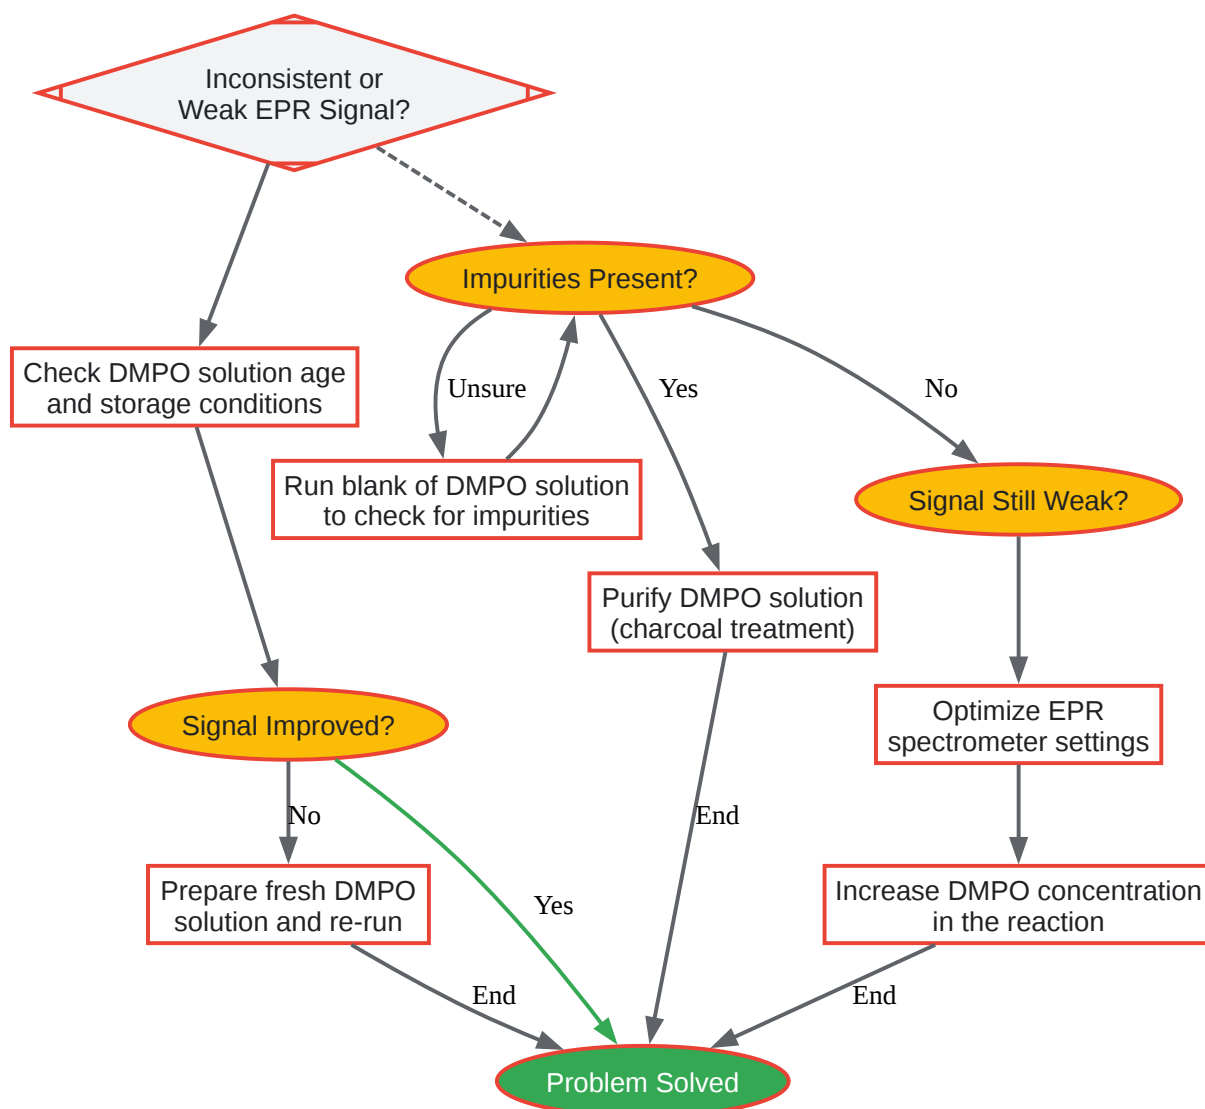 Inconsistent or
Weak EPR Signal?
Impurities Present?
Check DMPO solution age
and storage conditions
Unsure
Yes
No
Run blank of DMPO solution
to check for impurities
Signal Still Weak?
Purify DMPO solution
(charcoal treatment)
Signal Improved?
Optimize EPR
spectrometer settings
No
End
Prepare fresh DMPO
solution and re-run
Yes
Increase DMPO concentration
in the reaction
End
End
Problem Solved